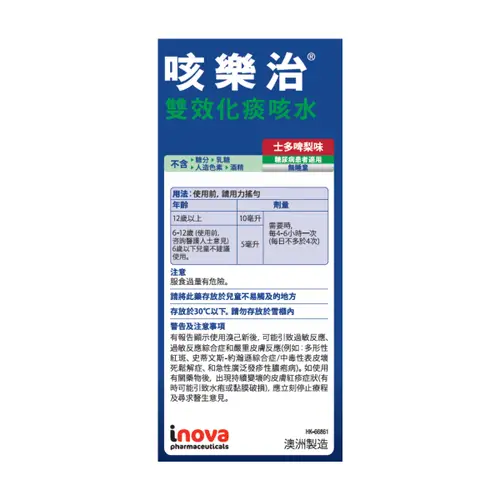 咳樂治®
雙效化痰咳水
士多啤梨味
不含 ▸糖分 ▸乳糖
▸人造色素 ▸酒精
糖尿病患者適用
無睡意
用法：使用前，請用力搖勻
年齡 劑量
12歲以上 10毫升 需要時，
每4-6小時一次
(每日不多於4次)
6-12歲 (使用前，
咨詢醫護人士意見)
6歲以下兒童不建議
使用。
5毫升
注意
服食過量有危險。
請將此藥存放於兒童不易觸及的地方
存放於30℃以下。請勿存放於雪櫃內
警告及注意事項
有報告顯示使用溴己新後，可能引致過敏反應、
過敏反應綜合症和嚴重皮膚反應(例如：多形性
紅斑、史蒂文斯-約翰遜綜合症/中毒性表皮壞
死鬆解症、和急性廣泛發疹性膿疱病)。如使用
有關藥物後，出現持續變壞的皮膚紅疹症狀(有
時可能引致水疱或黏膜破損)，應立刻停止療程
及尋求醫生意見。
inova
pharmaceuticals
HK-66861
澳洲製造